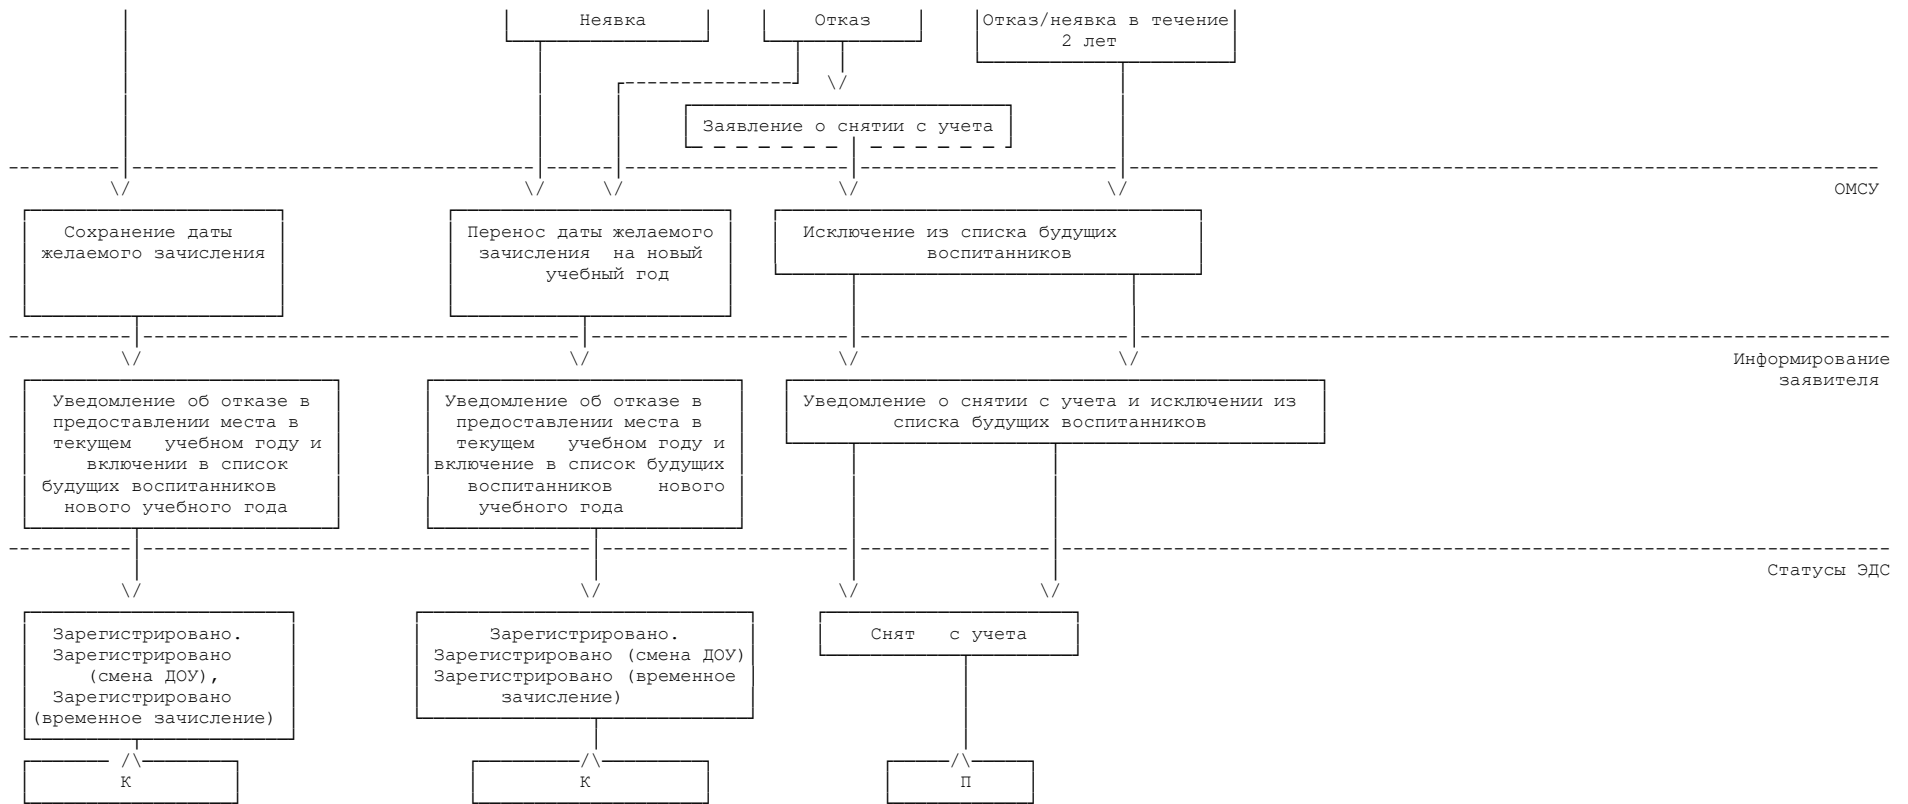 Неявка
Отказ
Отказ/неявка в течение
2 лет
Заявление о снятии с учета
ОМСУ
Сохранение даты
желаемого зачисления
Перенос даты желаемого
зачисления на новый
учебный год
Исключение из списка будущих
воспитанников
Информирование
заявителя
Уведомление об отказе в
предоставлении места в
текущем учебном году и
включении в список
будущих воспитанников
нового учебного года
Уведомление об отказе в
предоставлении места в
текущем учебном году и
включение в список будущих
воспитанников нового
учебного года
Уведомление о снятии с учета и исключении из
списка будущих воспитанников
Статусы ЭДС
Зарегистрировано.
Зарегистрировано
(смена ДОУ),
Зарегистрировано
(временное зачисление)
Зарегистрировано.
Зарегистрировано (смена ДОУ)
Зарегистрировано (временное
зачисление)
Снят с учета
К
К
П